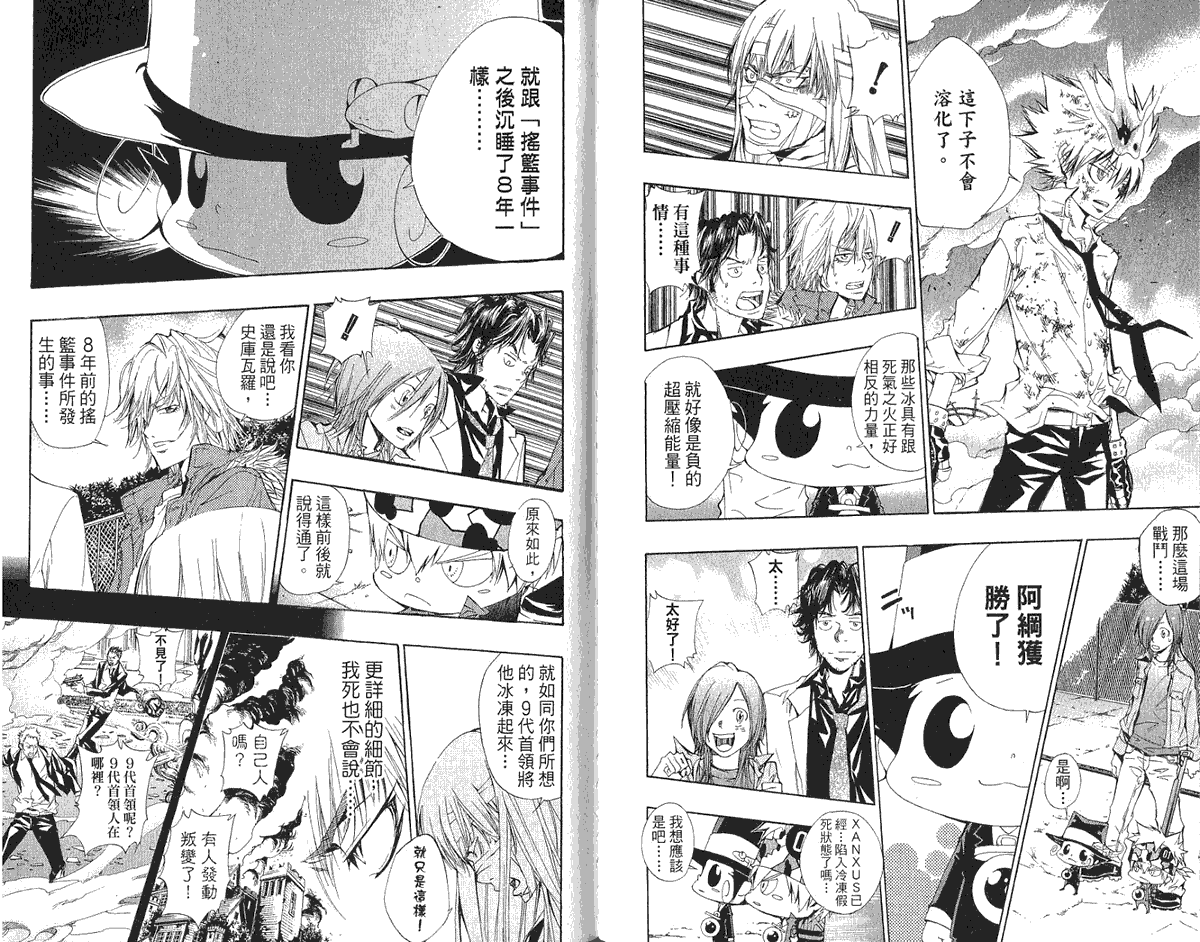 這下子不會
溶化了。
！
！
有這種事
情……
那些冰具有跟
死氣之火正好
相反的力量，
就好像是負的
超壓縮能量！
那麼這場
戰鬥……
是啊…
阿綱獲
勝了！
太……
太好了！
XANXUS已
經…陷入冷凍假
死狀態了嗎…
我想應該
是吧……
就跟「搖籃事件」
之後沉睡了8年一
樣………
！
我看你
還是說吧…
史庫瓦羅，
8年前的搖
籃事件所發
生的事……
原來如此，
這樣前後就
說得通了。
就如同你們所想
的，9代首領將
他冰凍起來…
就只是這樣！
更詳細的細節…
我死也不會說……
自己人
嗎？
有人發動
叛變了！
不見了！
9代首領呢？
9代首領人在
哪裡？